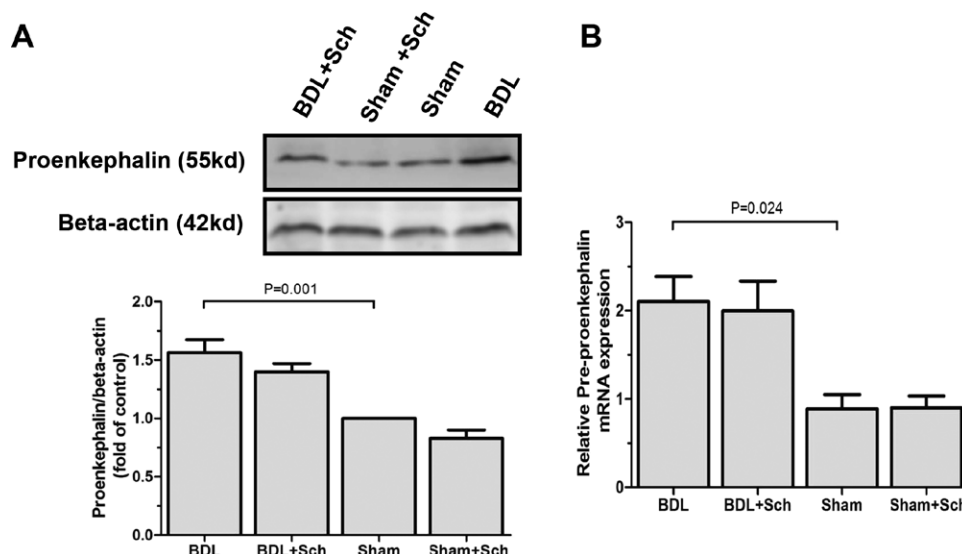 A
BDL+Sch
Sham +Sch
Sham
BDL
Proenkephalin (55kd)
Beta-actin (42kd)
P=0.001
2.0
1.5
1.0
0.5
0.0
Proenkephalin/beta-actin
(fold of control)
BDL
BDL+Sch
Sham
Sham+Sch
B
P=0.024
3
2
1
0
Relative Pre-proenkephalin
mRNA expression
BDL
BDL+Sch
Sham
Sham+Sch